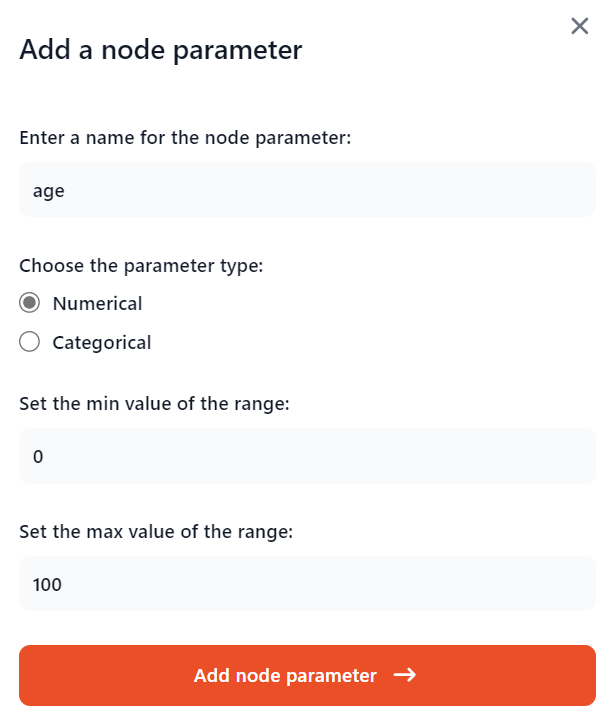 Add a node parameter
Enter a name for the node parameter:
age
Choose the parameter type:
Numerical
Categorical
Set the min value of the range:
0
Set the max value of the range:
100
Add node parameter